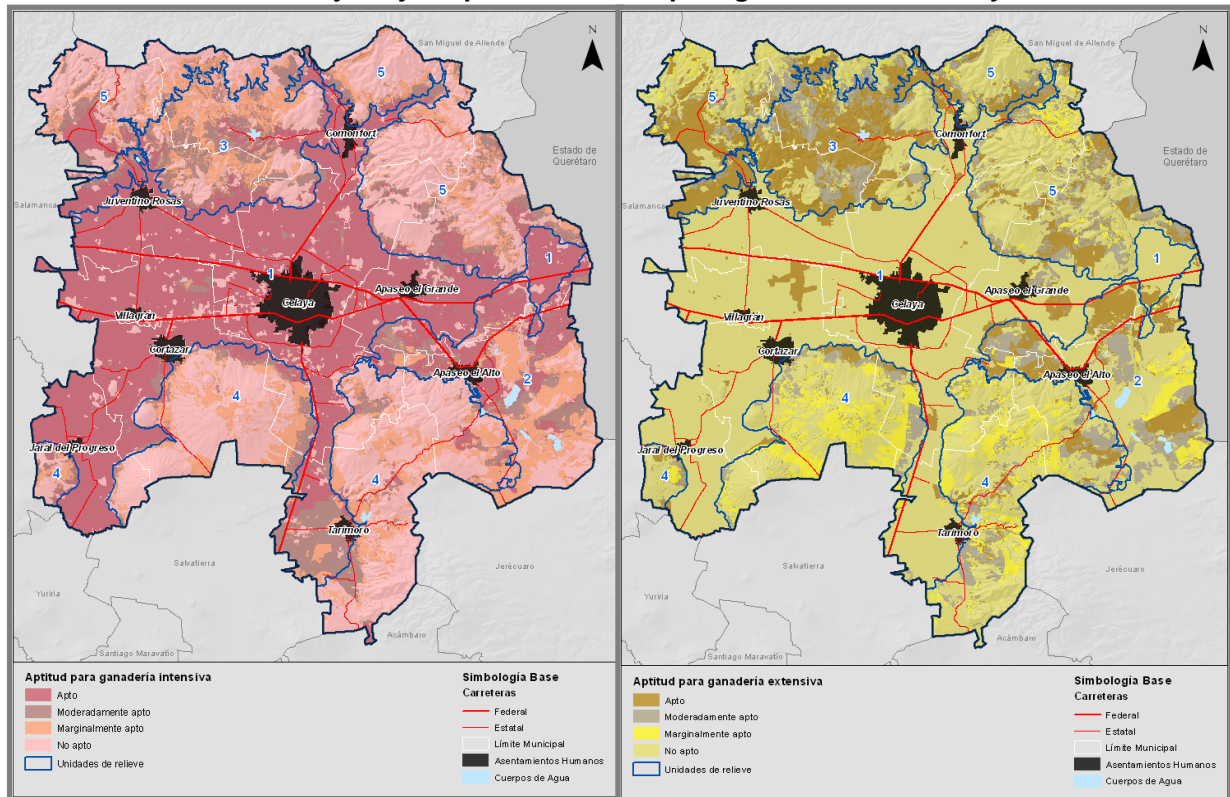 N
San Miguel de Allende
5
5
Comonfort
3
Estado de
Querétaro
5
Juventino Rosas
Salamanca
1
1
Apaseo el Grande
Celaya
Villagrán
Cortazar
Apaseo el Alto
2
4
Jaral del Progreso
4
4
Tarimoro
Salvatierra
Jerécuaro
Yuriria
Acámbaro
Santiago Maravatío
Aptitud para ganadería intensiva
Apto
Moderadamente apto
Marginalmente apto
No apto
Unidades de relieve
Simbología Base
Carreteras
Federal
Estatal
Límite Municipal
Asentamientos Humanos
Cuerpos de Agua
N
San Miguel de Allende
5
5
Comonfort
3
Estado de
Querétaro
5
Juventino Rosas
Salamanca
1
1
Apaseo el Grande
Celaya
Villagrán
Cortazar
Apaseo el Alto
2
4
Jaral del Progreso
4
4
Tarimoro
Salvatierra
Jerécuaro
Yuriria
Acámbaro
Santiago Maravatío
Aptitud para ganadería extensiva
Apto
Moderadamente apto
Marginalmente apto
No apto
Unidades de relieve
Simbología Base
Carreteras
Federal
Estatal
Límite Municipal
Asentamientos Humanos
Cuerpos de Agua